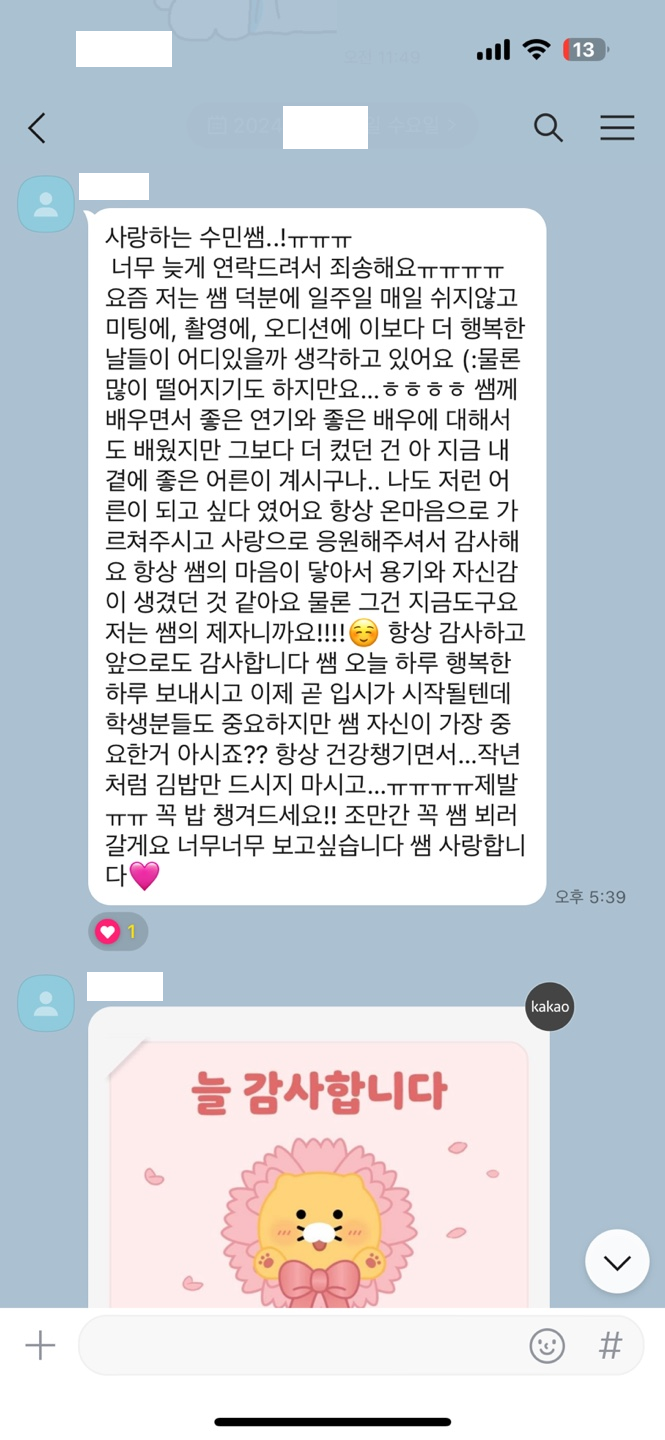 오전 11:49
13
2024
수요일 >
사랑하는 수민쌤..!ㅠㅠㅠ
너무 늦게 연락드려서 죄송해요ㅠㅠㅠㅠ
요즘 저는 쌤 덕분에 일주일 매일 쉬지않고
미팅에, 촬영에, 오디션에 이보다 더 행복한
날들이 어디있을까 생각하고 있어요 (:물론
많이 떨어지기도 하지만요...ㅎㅎㅎㅎ 쌤께
배우면서 좋은 연기와 좋은 배우에 대해서
도 배웠지만 그보다 더 컸던 건 아 지금 내
곁에 좋은 어른이 계시구나.. 나도 저런 어
른이 되고 싶다 였어요 항상 온마음으로 가
르쳐주시고 사랑으로 응원해주셔서 감사해
요 항상 쌤의 마음이 닿아서 용기와 자신감
이 생겼던 것 같아요 물론 그건 지금도구요
저는 쌤의 제자니까요!!!!☺️ 항상 감사하고
앞으로도 감사합니다 쌤 오늘 하루 행복한
하루 보내시고 이제 곧 입시가 시작될텐데
학생분들도 중요하지만 쌤 자신이 가장 중
요한거 아시죠?? 항상 건강챙기면서...작년
처럼 김밥만 드시지 마시고...ㅠㅠㅠㅠ제발
ㅠㅠ 꼭 밥 챙겨드세요!! 조만간 꼭 쌤 뵈러
갈게요 너무너무 보고싶습니다 쌤 사랑합니
다💗
오후 5:39
1
kakao
늘 감사합니다
#